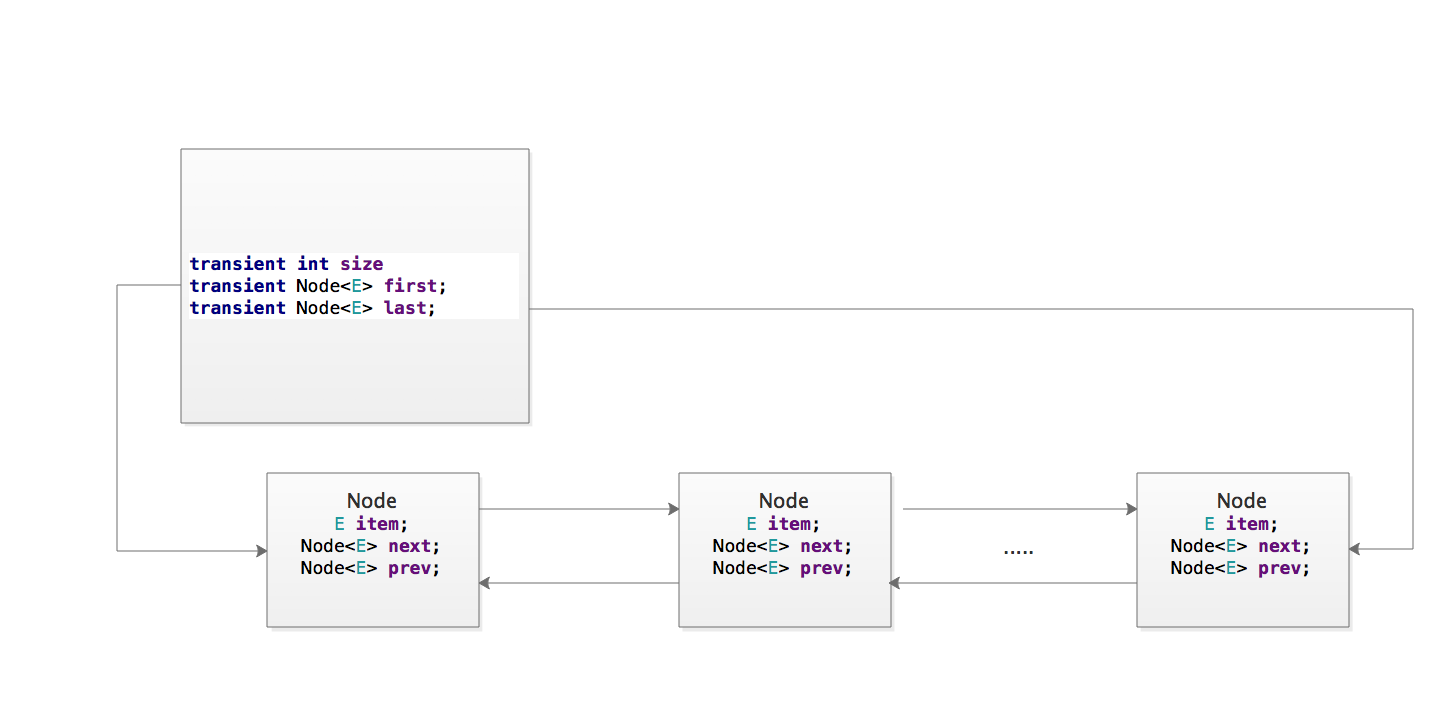 transient int size
transient Node<E> first;
transient Node<E> last;
Node
E item;
Node<E> next;
Node<E> prev;
Node
E item;
Node<E> next;
Node<E> prev;
.....
Node
E item;
Node<E> next;
Node<E> prev;